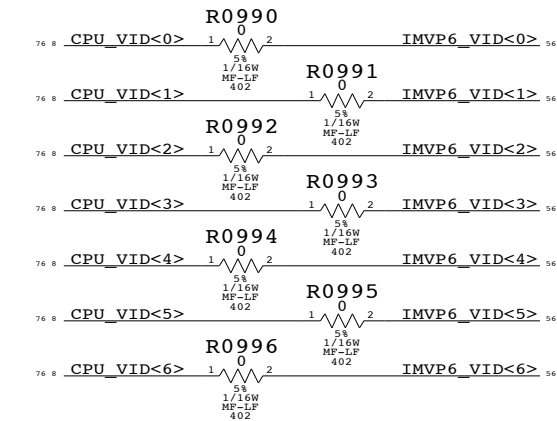 R0990
0
76 8 CPU_VID<0> 1 2 IMVP6_VID<0> 56
5%
1/16W
MF-LF
402
R0991
0
76 8 CPU_VID<1> 1 2 IMVP6_VID<1> 56
5%
1/16W
MF-LF
402
R0992
0
76 8 CPU_VID<2> 1 2 IMVP6_VID<2> 56
5%
1/16W
MF-LF
402
R0993
0
76 8 CPU_VID<3> 1 2 IMVP6_VID<3> 56
5%
1/16W
MF-LF
402
R0994
0
76 8 CPU_VID<4> 1 2 IMVP6_VID<4> 56
5%
1/16W
MF-LF
402
R0995
0
76 8 CPU_VID<5> 1 2 IMVP6_VID<5> 56
5%
1/16W
MF-LF
402
R0996
0
76 8 CPU_VID<6> 1 2 IMVP6_VID<6> 56
5%
1/16W
MF-LF
402